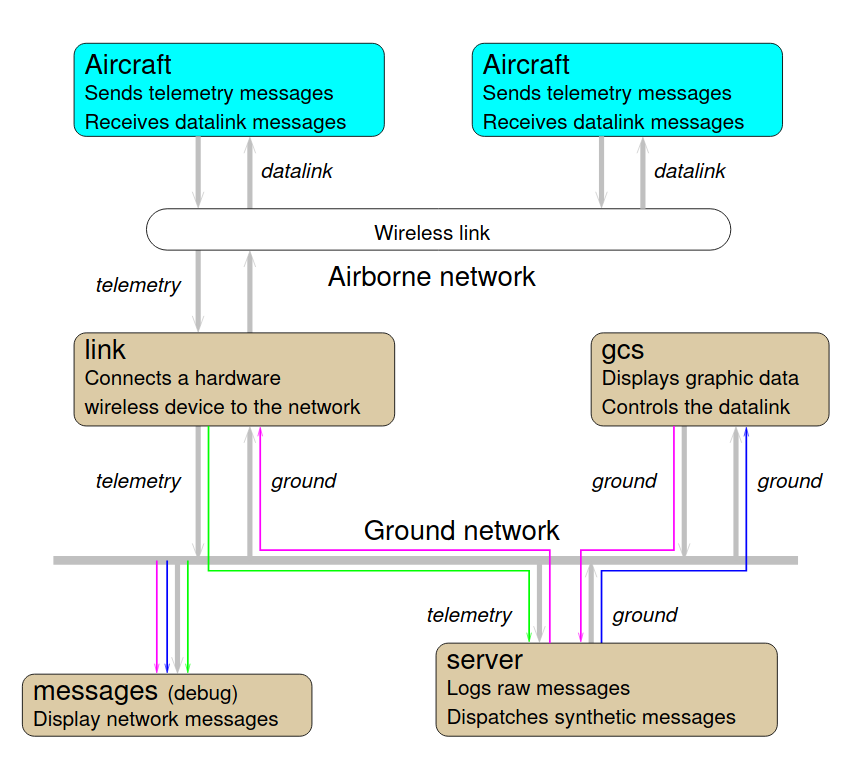 Aircraft
Sends telemetry messages
Receives datalink messages
Aircraft
Sends telemetry messages
Receives datalink messages
datalink
datalink
Wireless link
telemetry
Airborne network
link
Connects a hardware
wireless device to the network
gcs
Displays graphic data
Controls the datalink
telemetry
ground
ground
ground
Ground network
telemetry
ground
server
Logs raw messages
Dispatches synthetic messages
messages (debug)
Display network messages